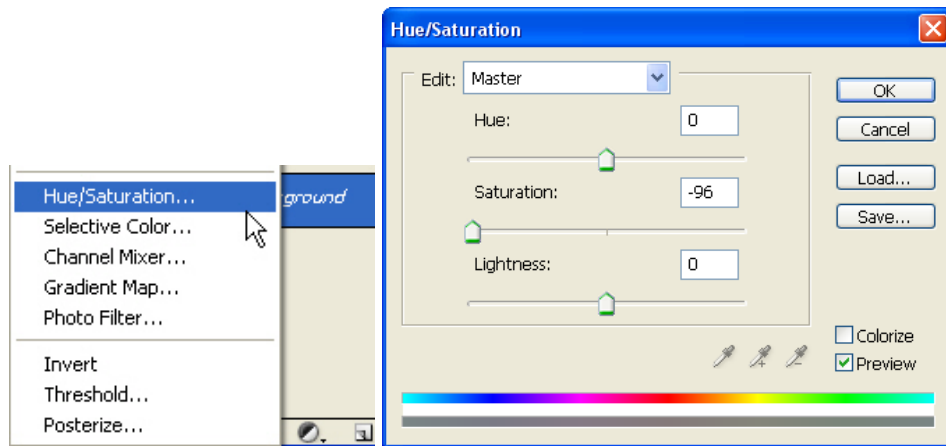 Hue/Saturation...
ground
Selective Color...
Channel Mixer...
Gradient Map...
Photo Filter...
Invert
Threshold...
Posterize...
Hue/Saturation
Edit: Master
Hue: 0
Saturation: -96
Lightness: 0
OK
Cancel
Load...
Save...
Colorize
Preview